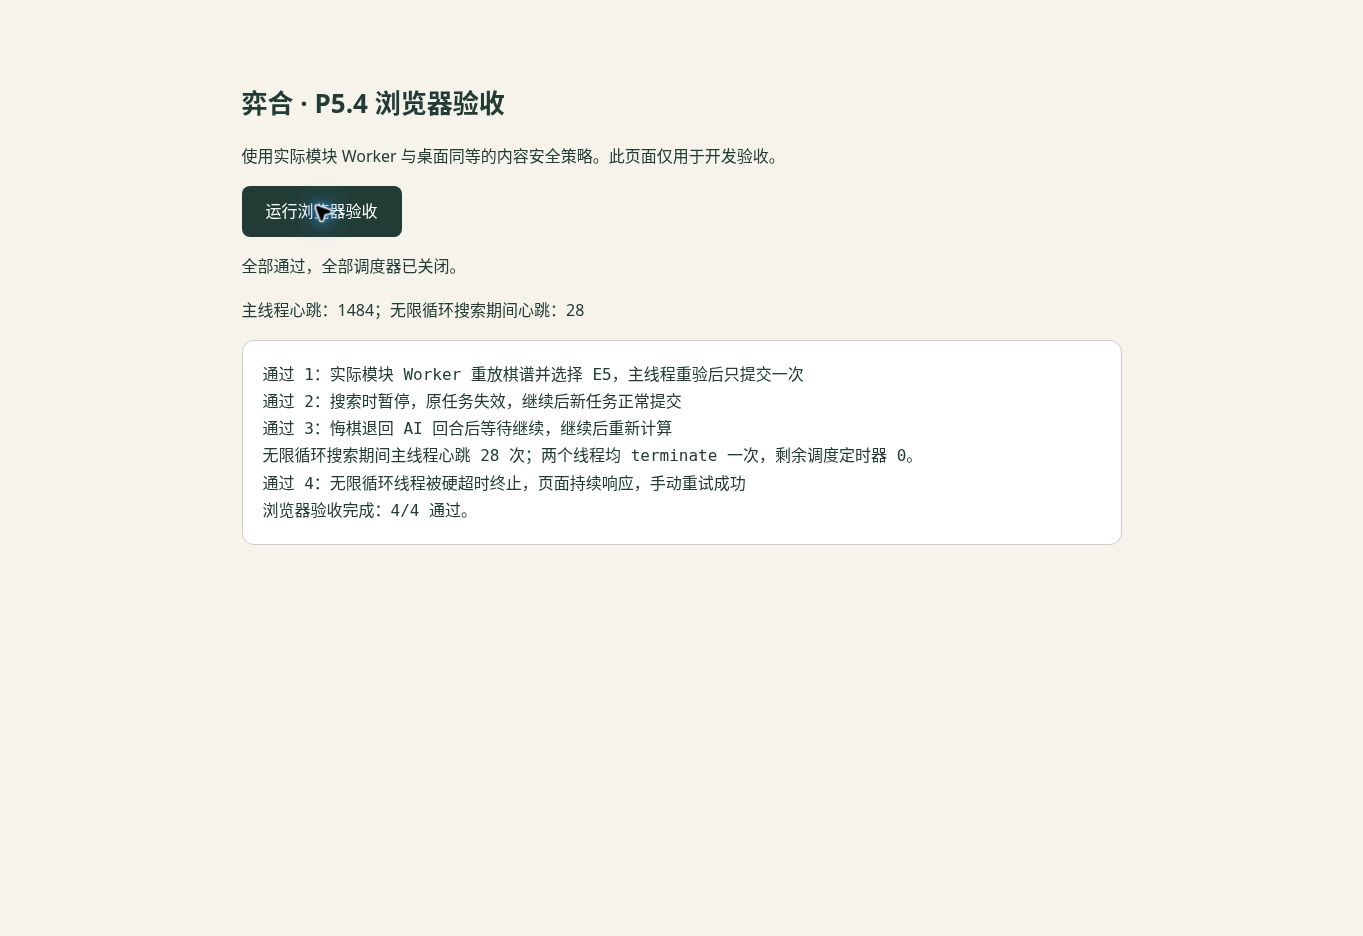 弈合 · P5.4 浏览器验收
使用实际模块 Worker 与桌面同等的内容安全策略。此页面仅用于开发验收。
运行浏览器验收
全部通过，全部调度器已关闭。
主线程心跳：1484；无限循环搜索期间心跳：28
通过 1：实际模块 Worker 重放棋谱并选择 E5，主线程重验后只提交一次
通过 2：搜索时暂停，原任务失效，继续后新任务正常提交
通过 3：悔棋退回 AI 回合后等待继续，继续后重新计算
无限循环搜索期间主线程心跳 28 次；两个线程均 terminate 一次，剩余调度定时器 0。
通过 4：无限循环线程被硬超时终止，页面持续响应，手动重试成功
浏览器验收完成：4/4 通过。